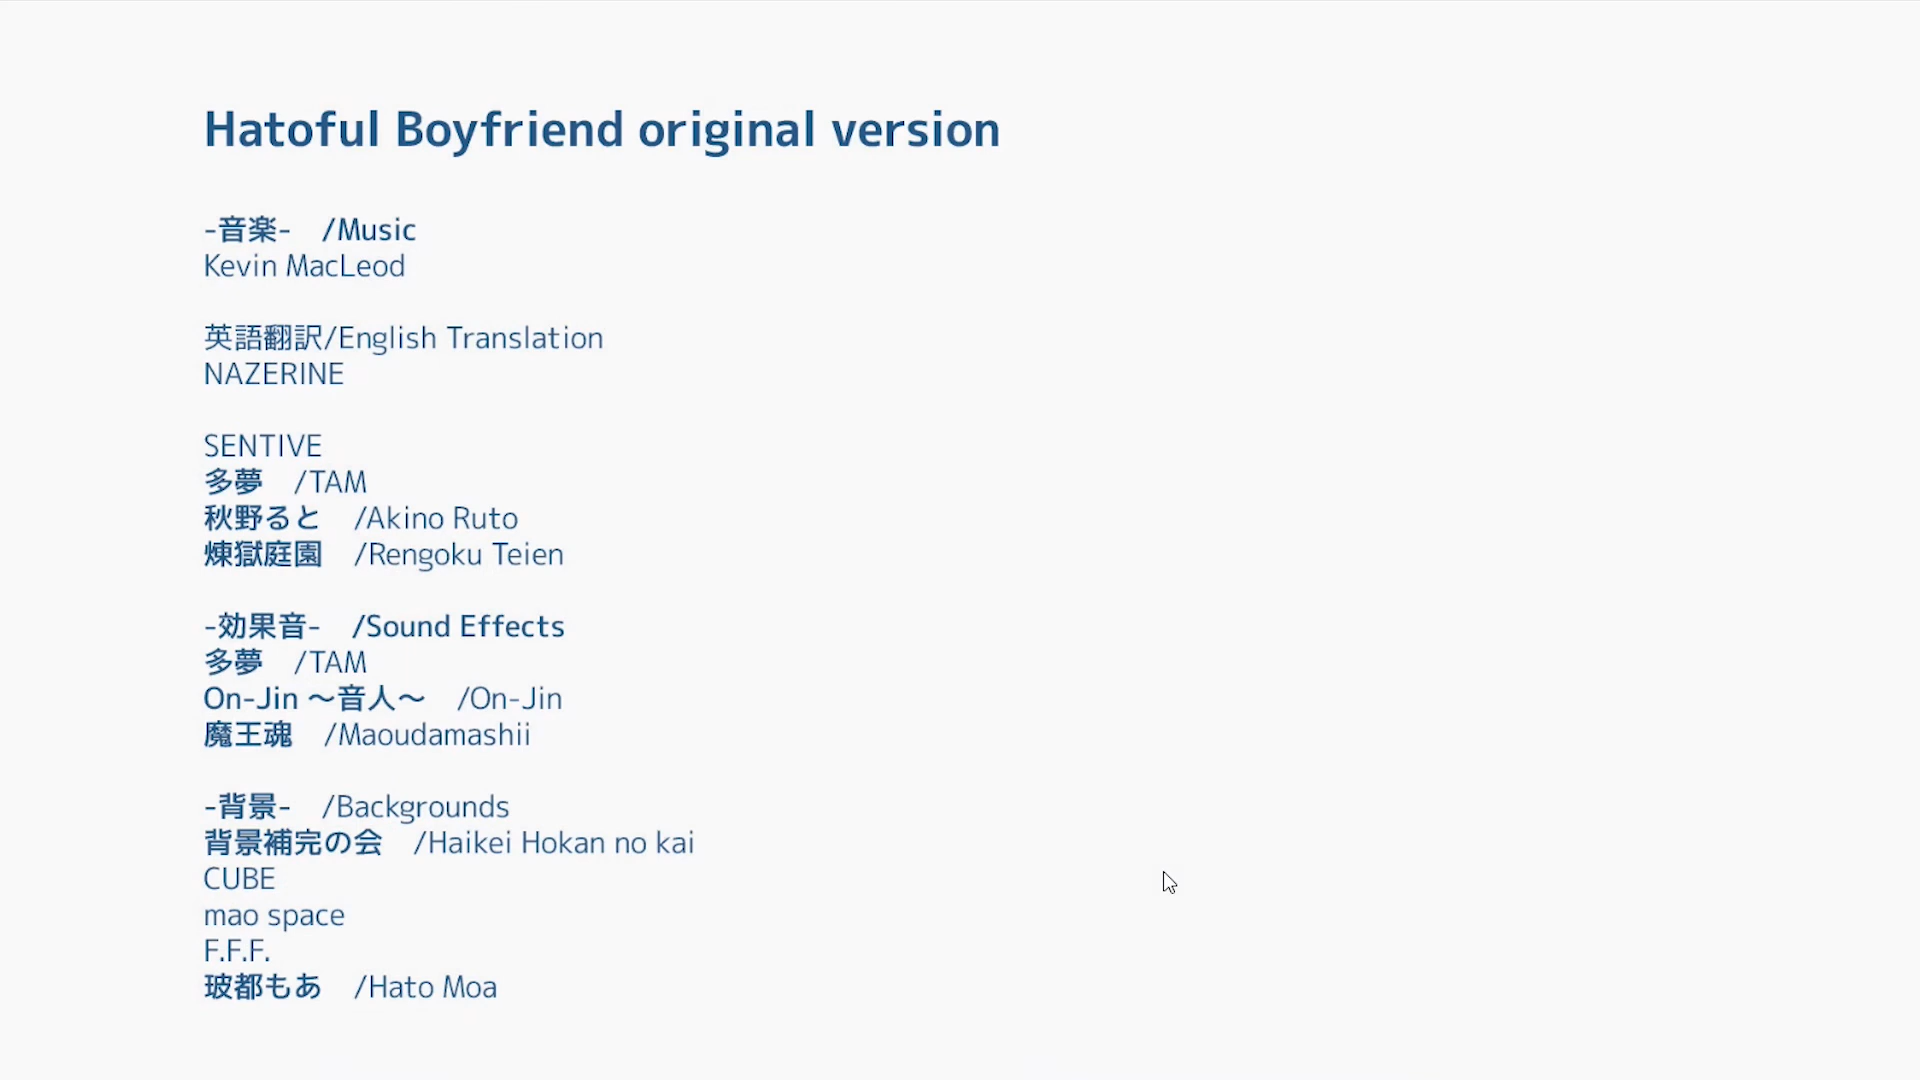 Hatoful Boyfriend original version
-音楽-　/Music
Kevin MacLeod
英語翻訳/English Translation
NAZERINE
SENTIVE
多夢　/TAM
秋野ると　/Akino Ruto
煉獄庭園　/Rengoku Teien
-効果音-　/Sound Effects
多夢　/TAM
On-Jin ～音人～　/On-Jin
魔王魂　/Maoudamashii
-背景-　/Backgrounds
背景補完の会　/Haikei Hokan no kai
CUBE
mao space
F.F.F.
玻都もあ　/Hato Moa